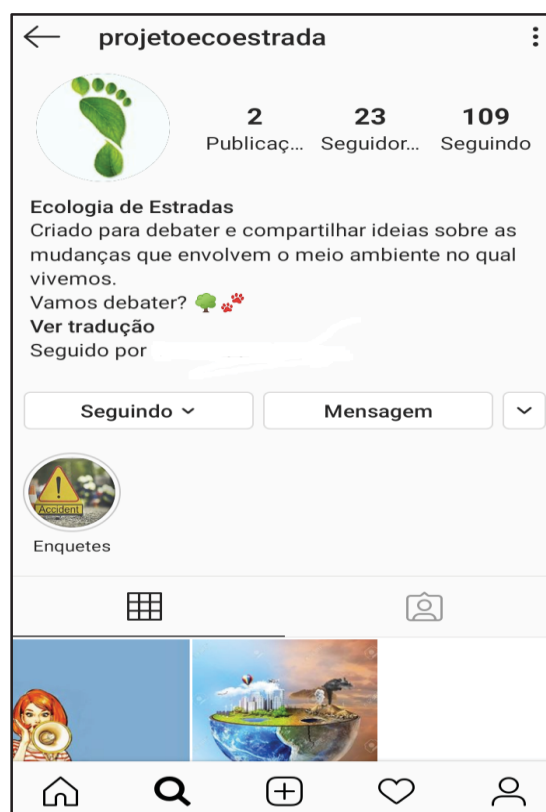 projetoecoestrada
2 23 109
Publicaç... Seguidor... Seguindo
Ecologia de Estradas
Criado para debater e compartilhar ideias sobre as
mudanças que envolvem o meio ambiente no qual
vivemos.
Vamos debater? 🌳 🐾
Ver tradução
Seguido por
Seguindo Mensagem
Accident
Enquetes